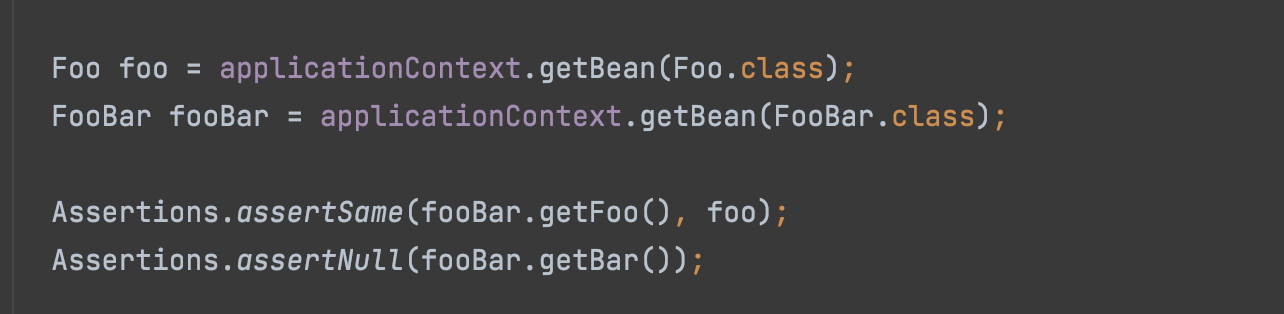 Foo foo = applicationContext.getBean(Foo.class);
FooBar fooBar = applicationContext.getBean(FooBar.class);
Assertions.assertSame(fooBar.getFoo(), foo);
Assertions.assertNull(fooBar.getBar());